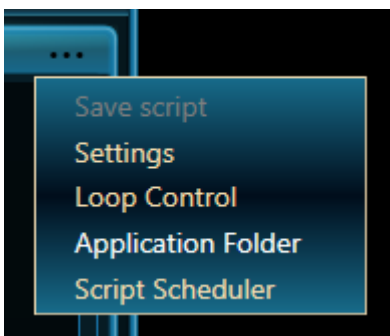 ...
Save script
Settings
Loop Control
Application Folder
Script Scheduler